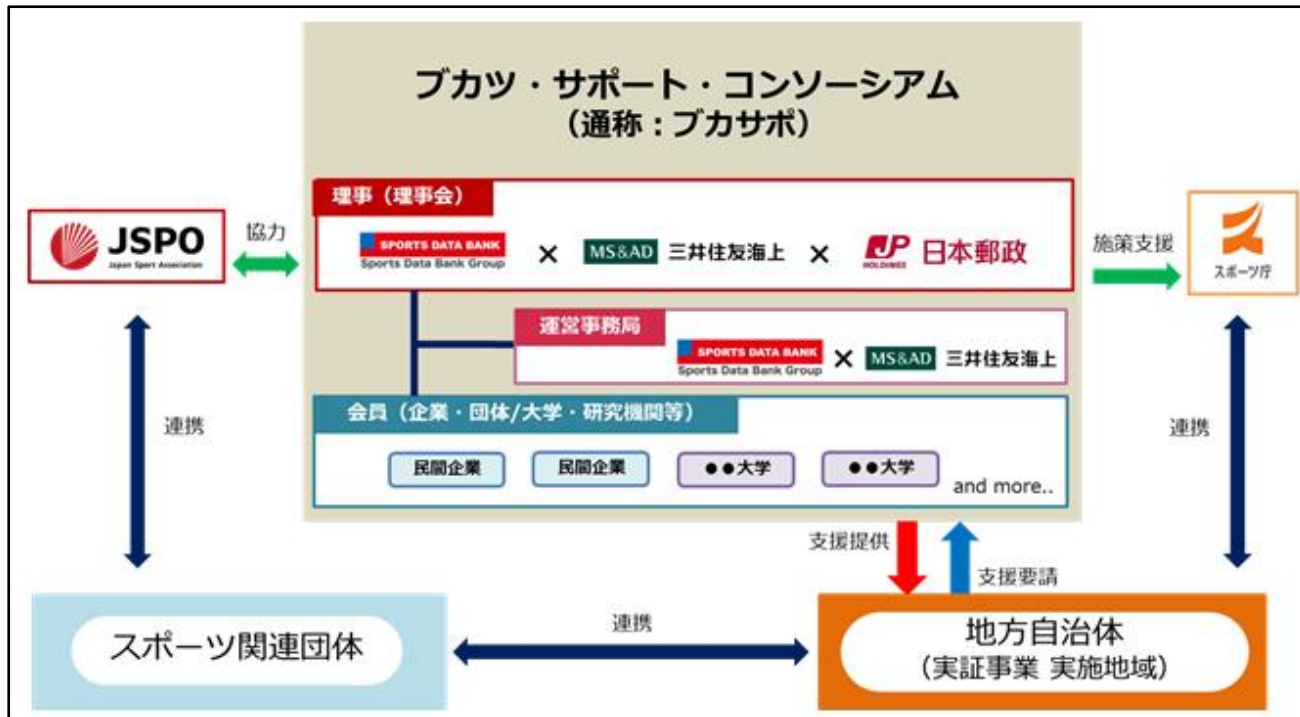 ブカツ・サポート・コンソーシアム
（通称：ブカサポ）
理事（理事会）
SPORTS DATA BANK
Sports Data Bank Group
×
MS&AD 三井住友海上
×
JP
HOLDINGS
日本郵政
JSPO
Japan Sport Association
協力
施策支援
スポーツ庁
運営事務局
SPORTS DATA BANK
Sports Data Bank Group
×
MS&AD 三井住友海上
会員（企業・団体/大学・研究機関等）
民間企業
民間企業
●●大学
●●大学
and more..
連携
連携
支援提供
支援要請
スポーツ関連団体
連携
地方自治体
（実証事業 実施地域）